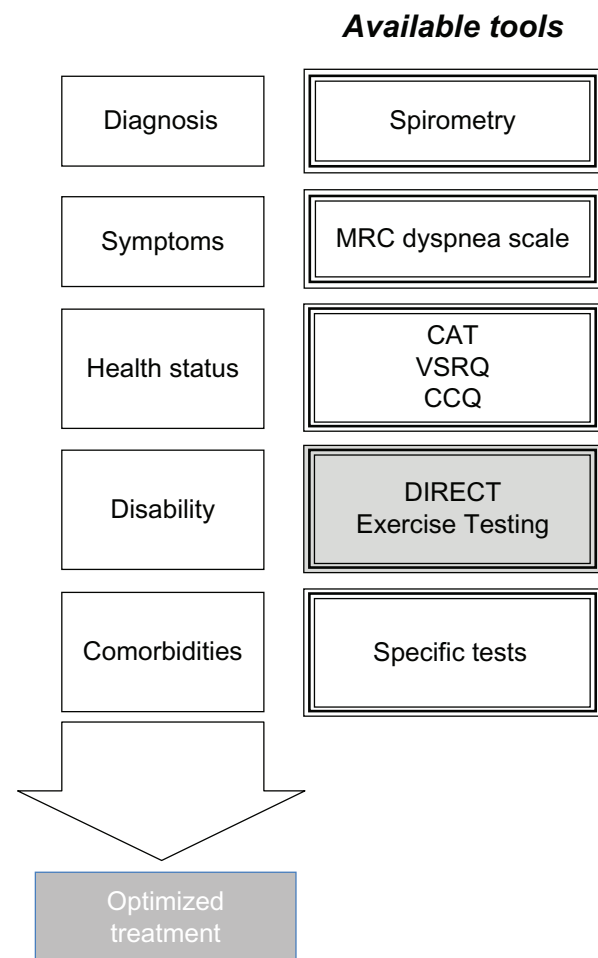 Available tools
Diagnosis
Spirometry
Symptoms
MRC dyspnea scale
Health status
CAT
VSRQ
CCQ
Disability
DIRECT
Exercise Testing
Comorbidities
Specific tests
Optimized
treatment